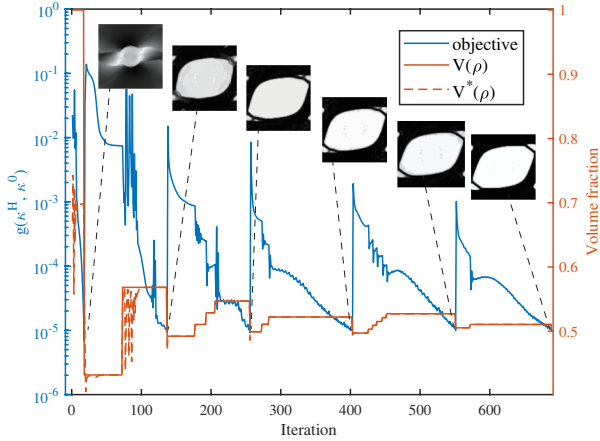 10^0
10^-1
10^-2
10^-3
10^-4
10^-5
10^-6
g(κ^H, κ^0)
objective
V(ρ)
V^*(ρ)
1
0.9
0.8
0.7
0.6
0.5
Volume fraction
0 100 200 300 400 500 600
Iteration